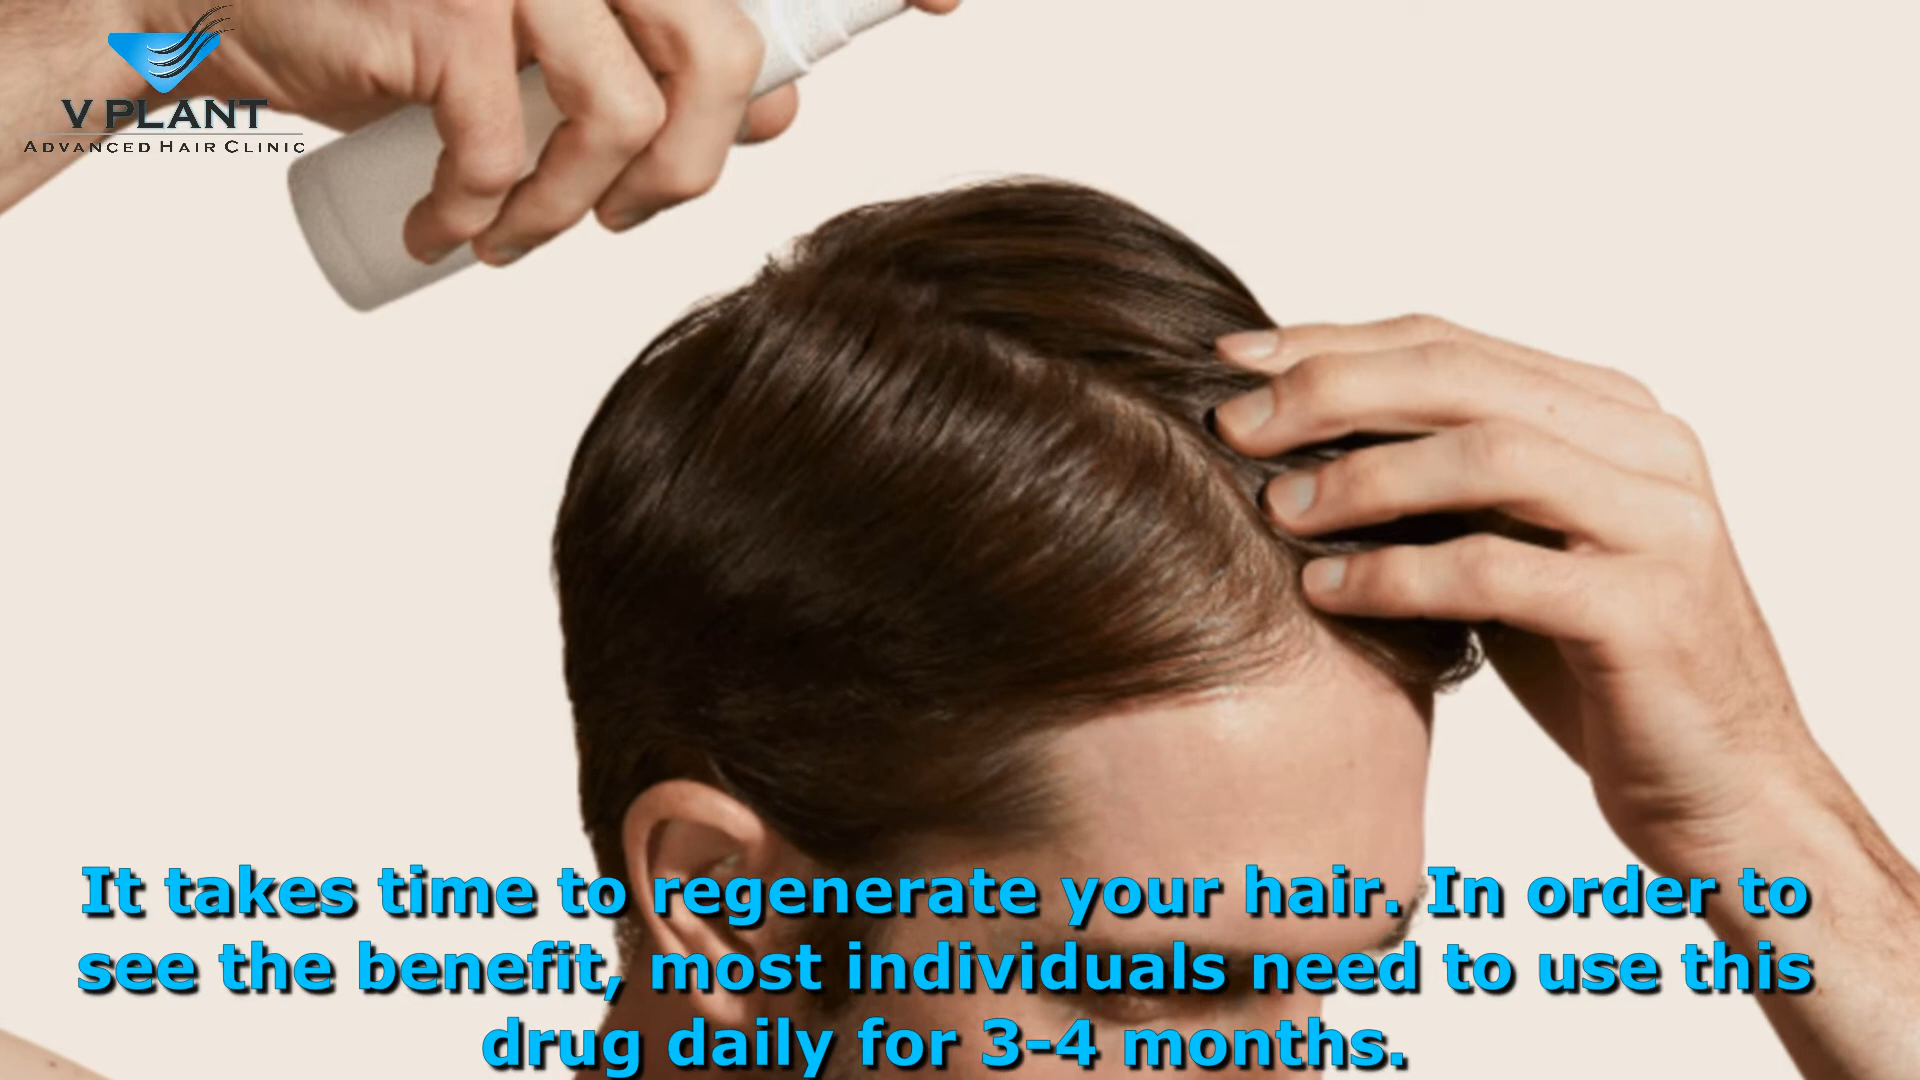 V PLANT
ADVANCED HAIR CLINIC
It takes time to regenerate your hair. In order to
see the benefit, most individuals need to use this
drug daily for 3-4 months.